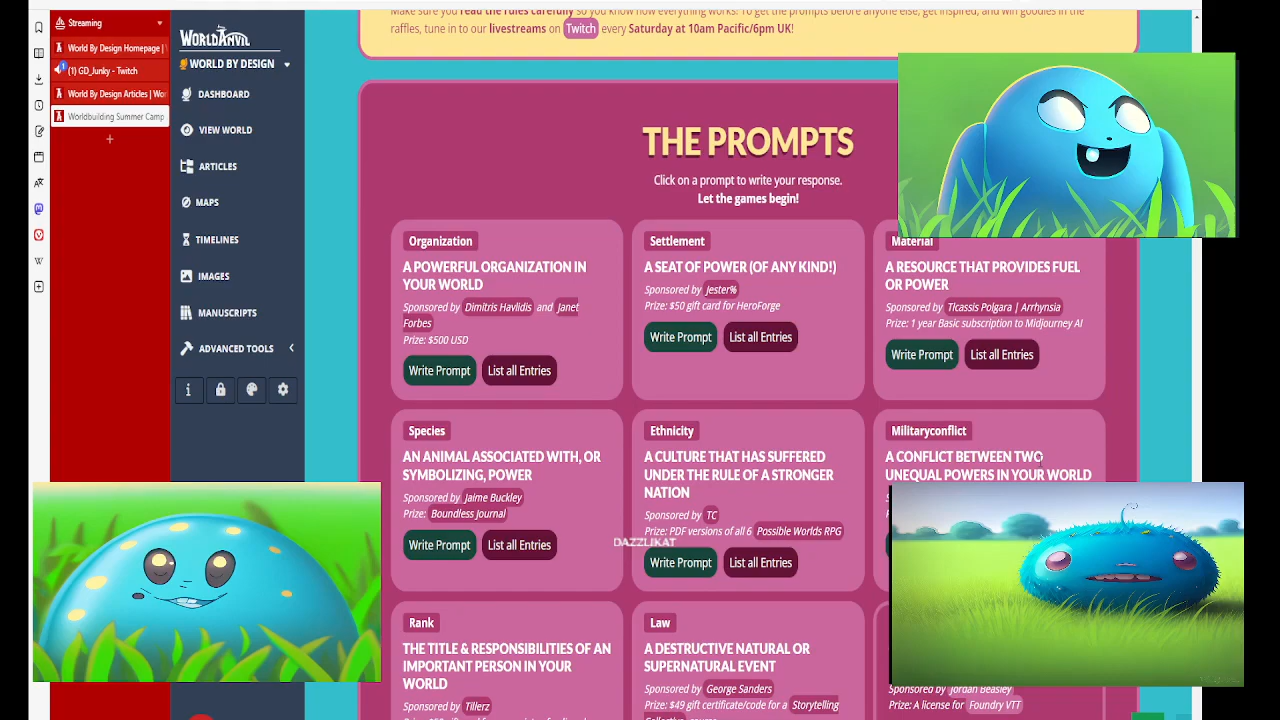 Make sure you read the rules carefully so you know how everything works. To get the prompts before anyone else, get inspired, and win goodies in the
raffles, tune in to our livestreams on Twitch every Saturday at 10am Pacific/6pm UK!
Streaming
World By Design Homepage |
(1) GD_Junky - Twitch
World By Design Articles | Wor
Worldbuilding Summer Camp
WORLDANVIL
WORLD BY DESIGN
DASHBOARD
VIEW WORLD
ARTICLES
MAPS
TIMELINES
IMAGES
MANUSCRIPTS
ADVANCED TOOLS
THE PROMPTS
Click on a prompt to write your response.
Let the games begin!
Organization
A POWERFUL ORGANIZATION IN
YOUR WORLD
Sponsored by Dimitris Havlidis and Janet
Forbes
Prize: $500 USD
Write Prompt List all Entries
Settlement
A SEAT OF POWER (OF ANY KIND!)
Sponsored by Jester%
Prize: $50 gift card for HeroForge
Write Prompt List all Entries
Material
A RESOURCE THAT PROVIDES FUEL
OR POWER
Sponsored by Ticassis Polgara | Arrhynsia
Prize: 1 year Basic subscription to Midjourney AI
Write Prompt List all Entries
Species
AN ANIMAL ASSOCIATED WITH, OR
SYMBOLIZING, POWER
Sponsored by Jaime Buckley
Prize: Boundless Journal
Write Prompt List all Entries
Ethnicity
A CULTURE THAT HAS SUFFERED
UNDER THE RULE OF A STRONGER
NATION
Sponsored by TC
Prize: PDF versions of all 6 Possible Worlds RPG
DAZZLIKAT
Write Prompt List all Entries
Militaryconflict
A CONFLICT BETWEEN TWO
UNEQUAL POWERS IN YOUR WORLD
Rank
THE TITLE & RESPONSIBILITIES OF AN
IMPORTANT PERSON IN YOUR
WORLD
Sponsored by Tillerz
Law
A DESTRUCTIVE NATURAL OR
SUPERNATURAL EVENT
Sponsored by George Sanders
Prize: $49 gift certificate/code for a Storytelling
Sponsored by Jordan Beasley
Prize: A license for Foundry VTT